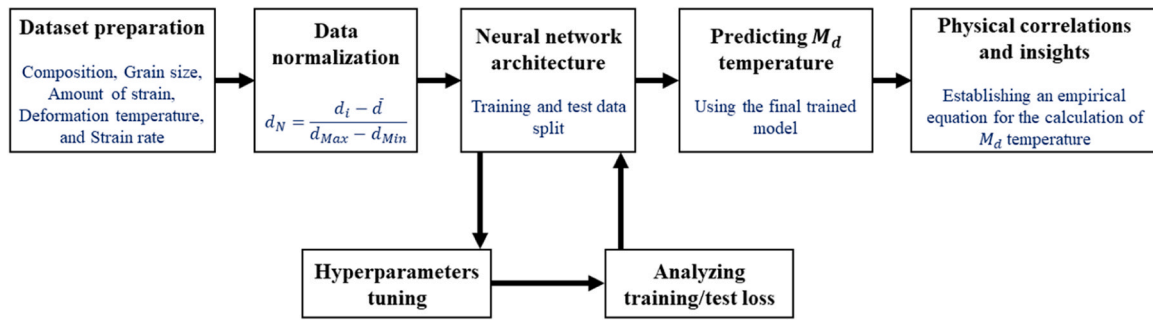 Dataset preparation
Composition, Grain size,
Amount of strain,
Deformation temperature,
and Strain rate
Data
normalization
d_N = (d_i − d̄) / (d_Max − d_Min)
Neural network
architecture
Training and test data
split
Predicting M_d
temperature
Using the final trained
model
Physical correlations
and insights
Establishing an empirical
equation for the calculation of
M_d temperature
Hyperparameters
tuning
Analyzing
training/test loss